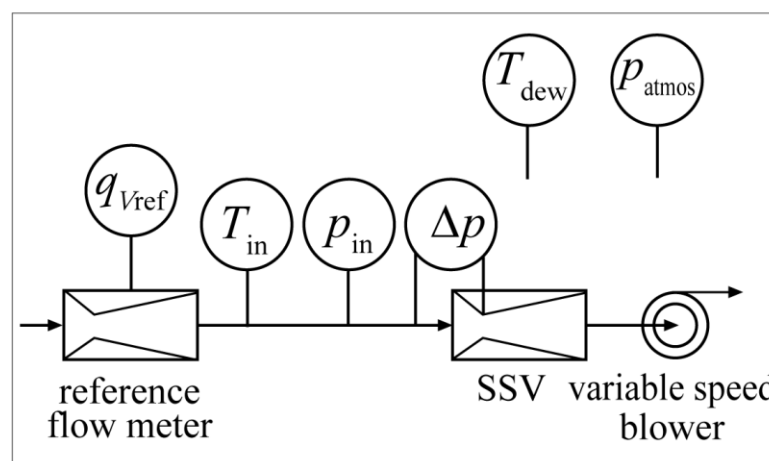 T_dew
p_atmos
q_Vref
T_in
p_in
Δp
reference
flow meter
SSV
variable speed
blower